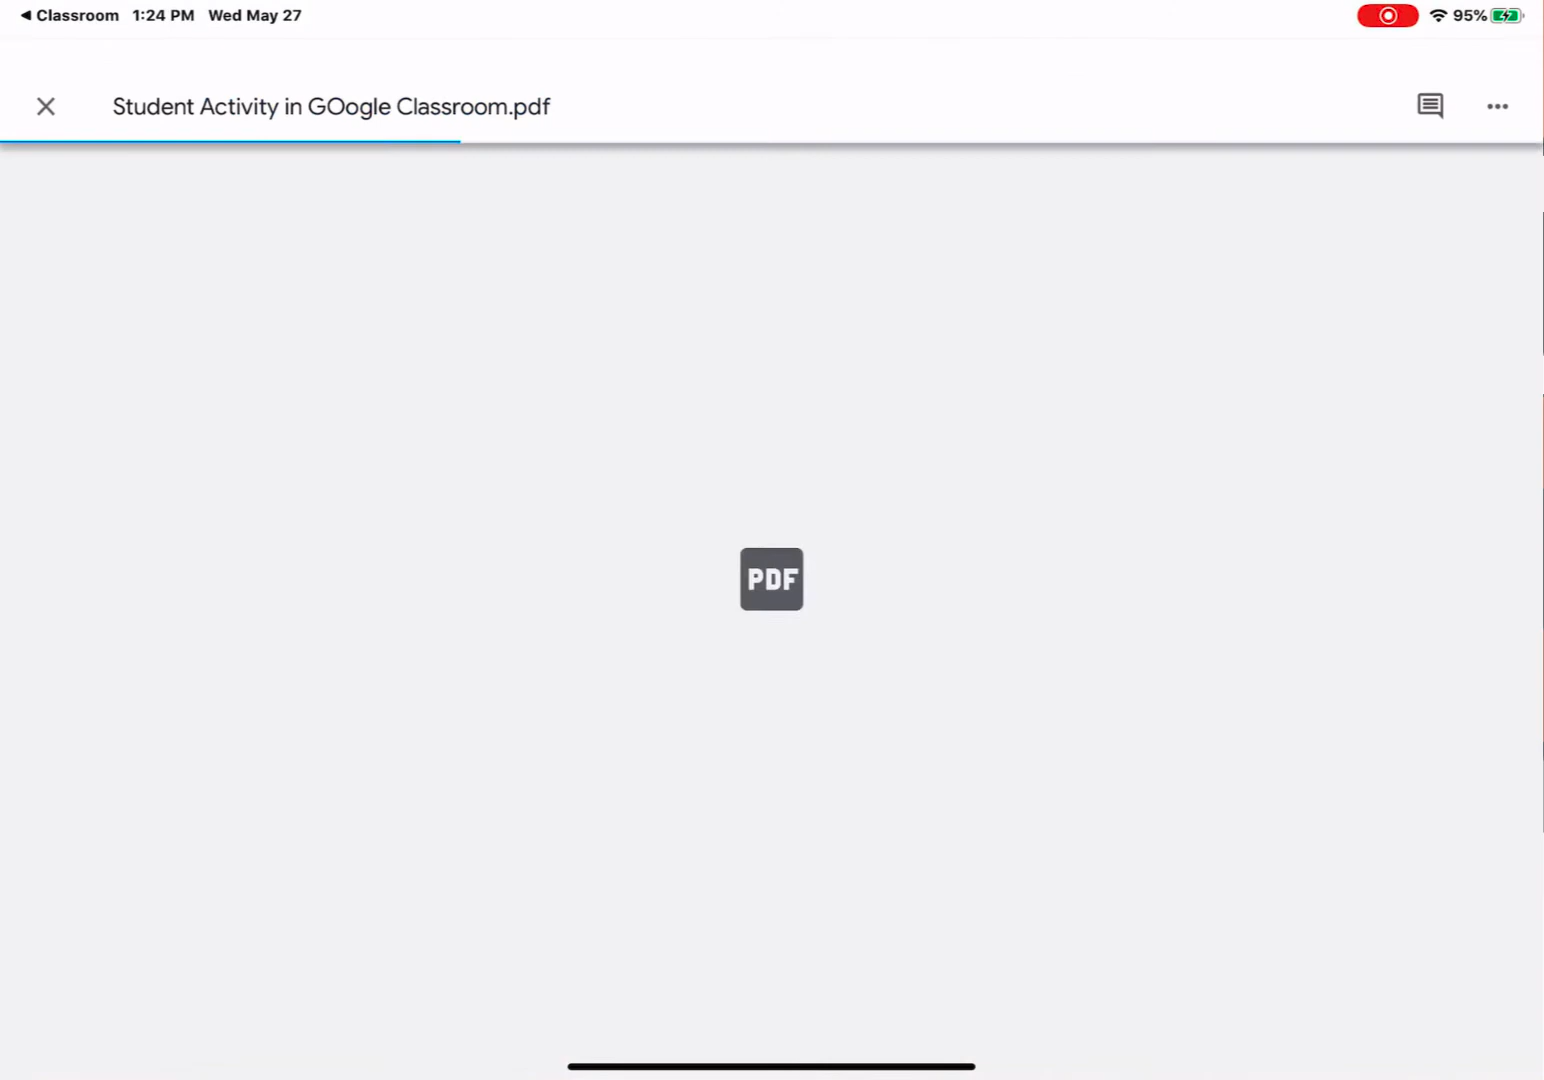 ◀ Classroom 1:24 PM Wed May 27 95%
Student Activity in GOogle Classroom.pdf
PDF